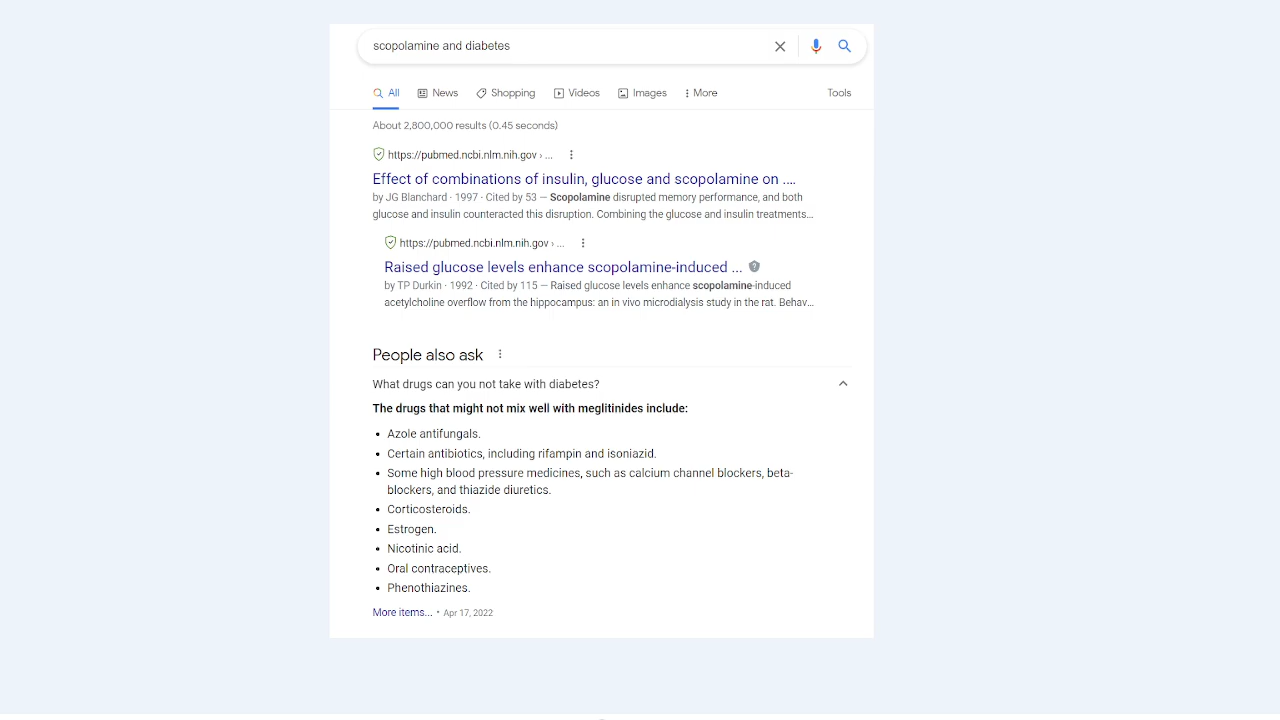 scopolamine and diabetes
All News Shopping Videos Images More Tools
About 2,800,000 results (0.45 seconds)
https://pubmed.ncbi.nlm.nih.gov › ...
Effect of combinations of insulin, glucose and scopolamine on ....
by JG Blanchard · 1997 · Cited by 53 — Scopolamine disrupted memory performance, and both
glucose and insulin counteracted this disruption. Combining the glucose and insulin treatments...
https://pubmed.ncbi.nlm.nih.gov › ...
Raised glucose levels enhance scopolamine-induced ...
by TP Durkin · 1992 · Cited by 115 — Raised glucose levels enhance scopolamine-induced
acetylcholine overflow from the hippocampus: an in vivo microdialysis study in the rat. Behav...
People also ask
What drugs can you not take with diabetes?
The drugs that might not mix well with meglitinides include:
• Azole antifungals.
• Certain antibiotics, including rifampin and isoniazid.
• Some high blood pressure medicines, such as calcium channel blockers, beta-
blockers, and thiazide diuretics.
• Corticosteroids.
• Estrogen.
• Nicotinic acid.
• Oral contraceptives.
• Phenothiazines.
More items... • Apr 17, 2022